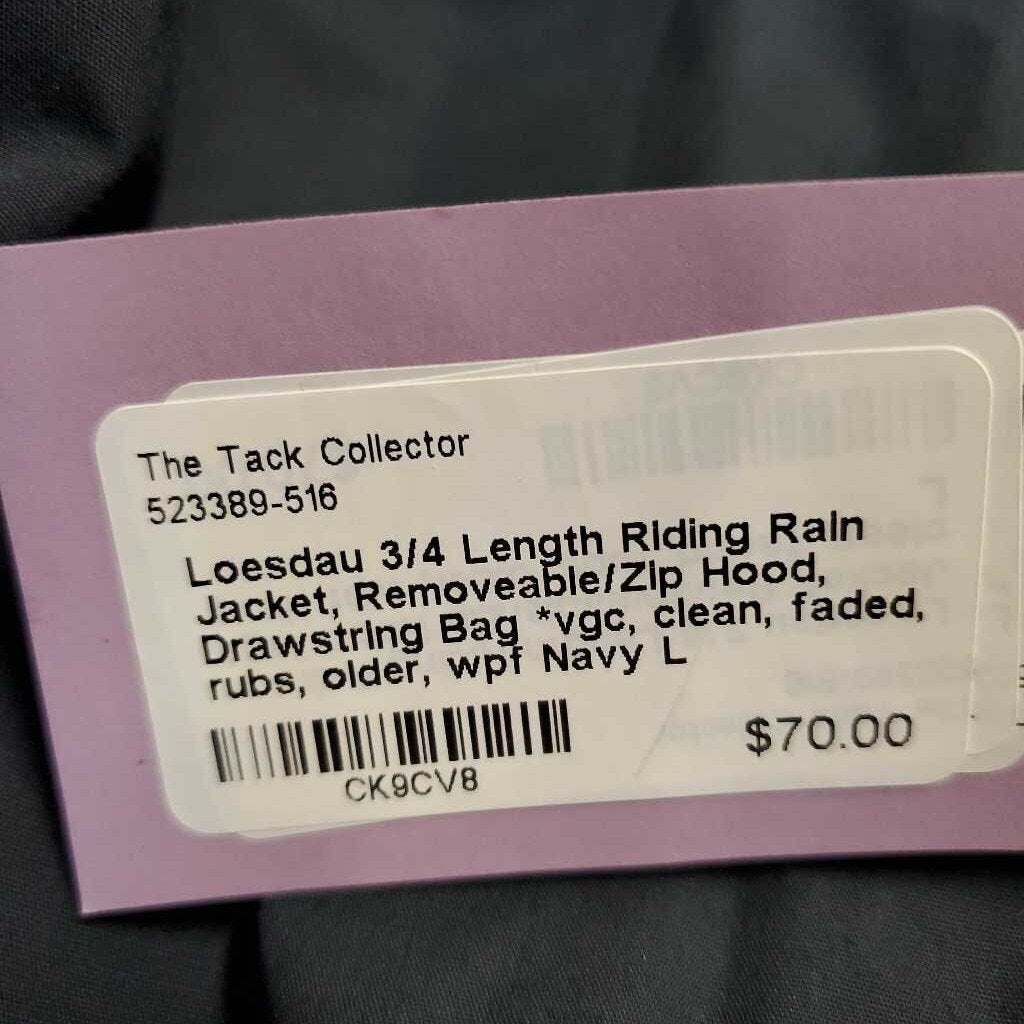 The Tack Collector
523389-516
Loesdau 3/4 Length Riding Rain
Jacket, Removeable/Zip Hood,
Drawstring Bag *vgc, clean, faded,
rubs, older, wpf Navy L
$70.00
CK9CV8